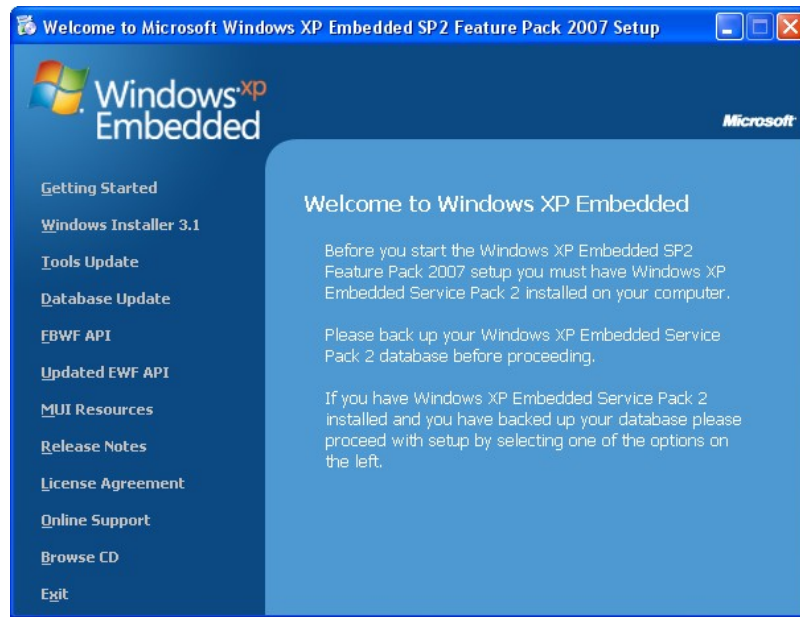 Welcome to Microsoft Windows XP Embedded SP2 Feature Pack 2007 Setup
Windows xp
Embedded
Microsoft
Getting Started
Windows Installer 3.1
Tools Update
Database Update
FBWF API
Updated EWF API
MUI Resources
Release Notes
License Agreement
Online Support
Browse CD
Exit
Welcome to Windows XP Embedded
Before you start the Windows XP Embedded SP2
Feature Pack 2007 setup you must have Windows XP
Embedded Service Pack 2 installed on your computer.
Please back up your Windows XP Embedded Service
Pack 2 database before proceeding.
If you have Windows XP Embedded Service Pack 2
installed and you have backed up your database please
proceed with setup by selecting one of the options on
the left.